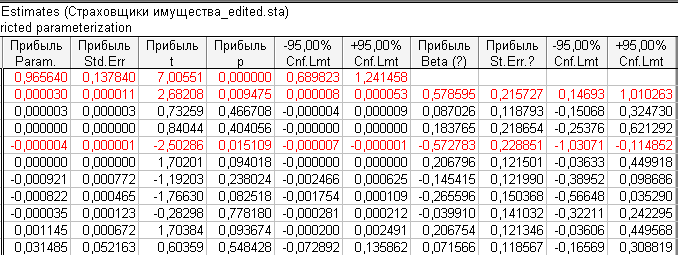 Estimates (Страховщики имущества_edited.sta)
ricted parameterization
Прибыль Прибыль Прибыль Прибыль -95,00% +95,00% Прибыль Прибыль -95,00% +95,00%
Param. Std.Err t p Cnf.Lmt Cnf.Lmt Beta (?) St.Err.? Cnf.Lmt Cnf.Lmt
0,965640 0,137840 7,00551 0,000000 0,689823 1,241458
0,000030 0,000011 2,68208 0,009475 0,000008 0,000053 0,578595 0,215727 0,14693 1,010263
0,000003 0,000003 0,73259 0,466708 -0,000004 0,000009 0,087026 0,118793 -0,15068 0,324730
0,000000 0,000000 0,84044 0,404056 -0,000000 0,000000 0,183765 0,218654 -0,25376 0,621292
-0,000004 0,000001 -2,50286 0,015109 -0,000007 -0,000001 -0,572783 0,228851 -1,03071 -0,114852
0,000000 0,000000 1,70201 0,094018 -0,000000 0,000000 0,206796 0,121501 -0,03633 0,449918
-0,000921 0,000772 -1,19203 0,238024 -0,002466 0,000625 -0,145415 0,121990 -0,38952 0,098686
-0,000822 0,000465 -1,76630 0,082518 -0,001754 0,000109 -0,265596 0,150368 -0,56648 0,035290
-0,000035 0,000123 -0,28298 0,778180 -0,000281 0,000212 -0,039910 0,141032 -0,32211 0,242295
0,001145 0,000672 1,70384 0,093674 -0,000200 0,002491 0,206754 0,121346 -0,03606 0,449568
0,031485 0,052163 0,60359 0,548428 -0,072892 0,135862 0,071566 0,118567 -0,16569 0,308819